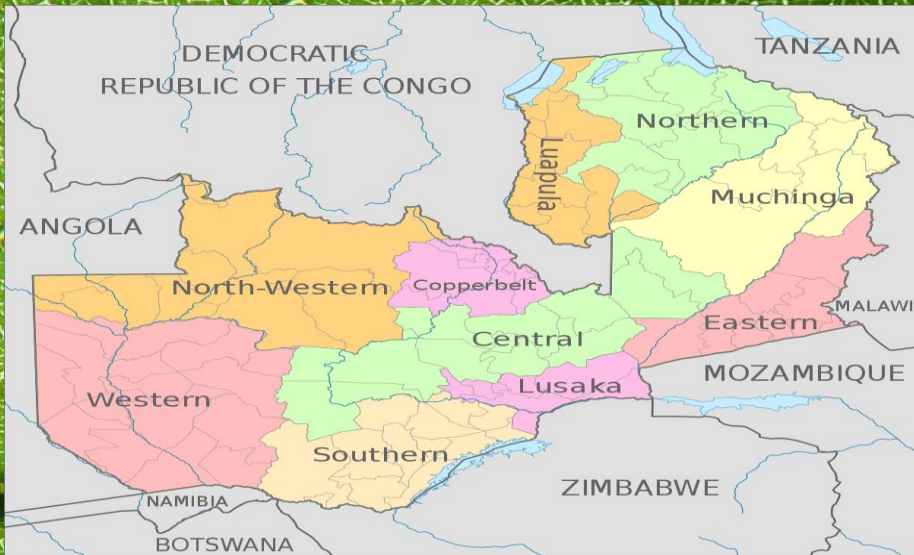 DEMOCRATIC
REPUBLIC OF THE CONGO
TANZANIA
Northern
Luapula
Muchinga
ANGOLA
North-Western
Copperbelt
MALAWI
Eastern
Central
MOZAMBIQUE
Lusaka
Western
Southern
ZIMBABWE
NAMIBIA
BOTSWANA